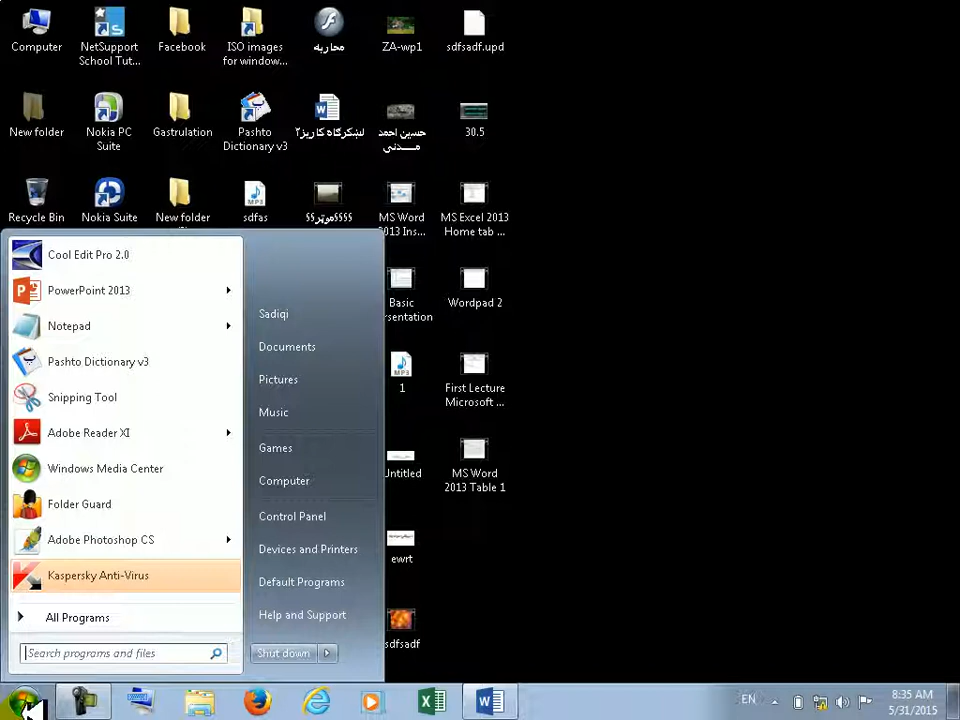 Computer
NetSupport
School Tut...
Facebook
ISO images
for window...
محاربه
ZA-wp1
sdfsadf.upd
New folder
Nokia PC
Suite
Gastrulation
Pashto
Dictionary v3
لښکرګاه کاریز۲
حسین احمد
مــــدنی
30.5
Recycle Bin
Nokia Suite
New folder
sdfas
§§موټر§§§§
MS Word
2013 Ins...
MS Excel 2013
Home tab ...
Cool Edit Pro 2.0
PowerPoint 2013
Notepad
Pashto Dictionary v3
Snipping Tool
Adobe Reader XI
Windows Media Center
Folder Guard
Adobe Photoshop CS
Kaspersky Anti-Virus
All Programs
Search programs and files
Sadiqi
Documents
Pictures
Music
Games
Computer
Control Panel
Devices and Printers
Default Programs
Help and Support
Shut down
Basic
sentation
Wordpad 2
1
First Lecture
Microsoft ...
Untitled
MS Word
2013 Table 1
ewrt
sdfsadf
EN
8:35 AM
5/31/2015